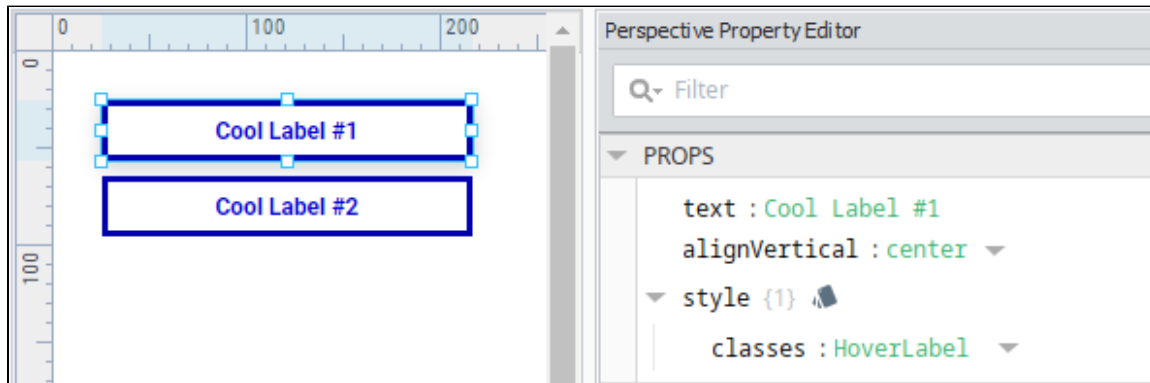 0 100 200
0
Cool Label #1
Cool Label #2
100
Perspective Property Editor
Filter
PROPS
text : Cool Label #1
alignVertical : center
style {1}
classes : HoverLabel